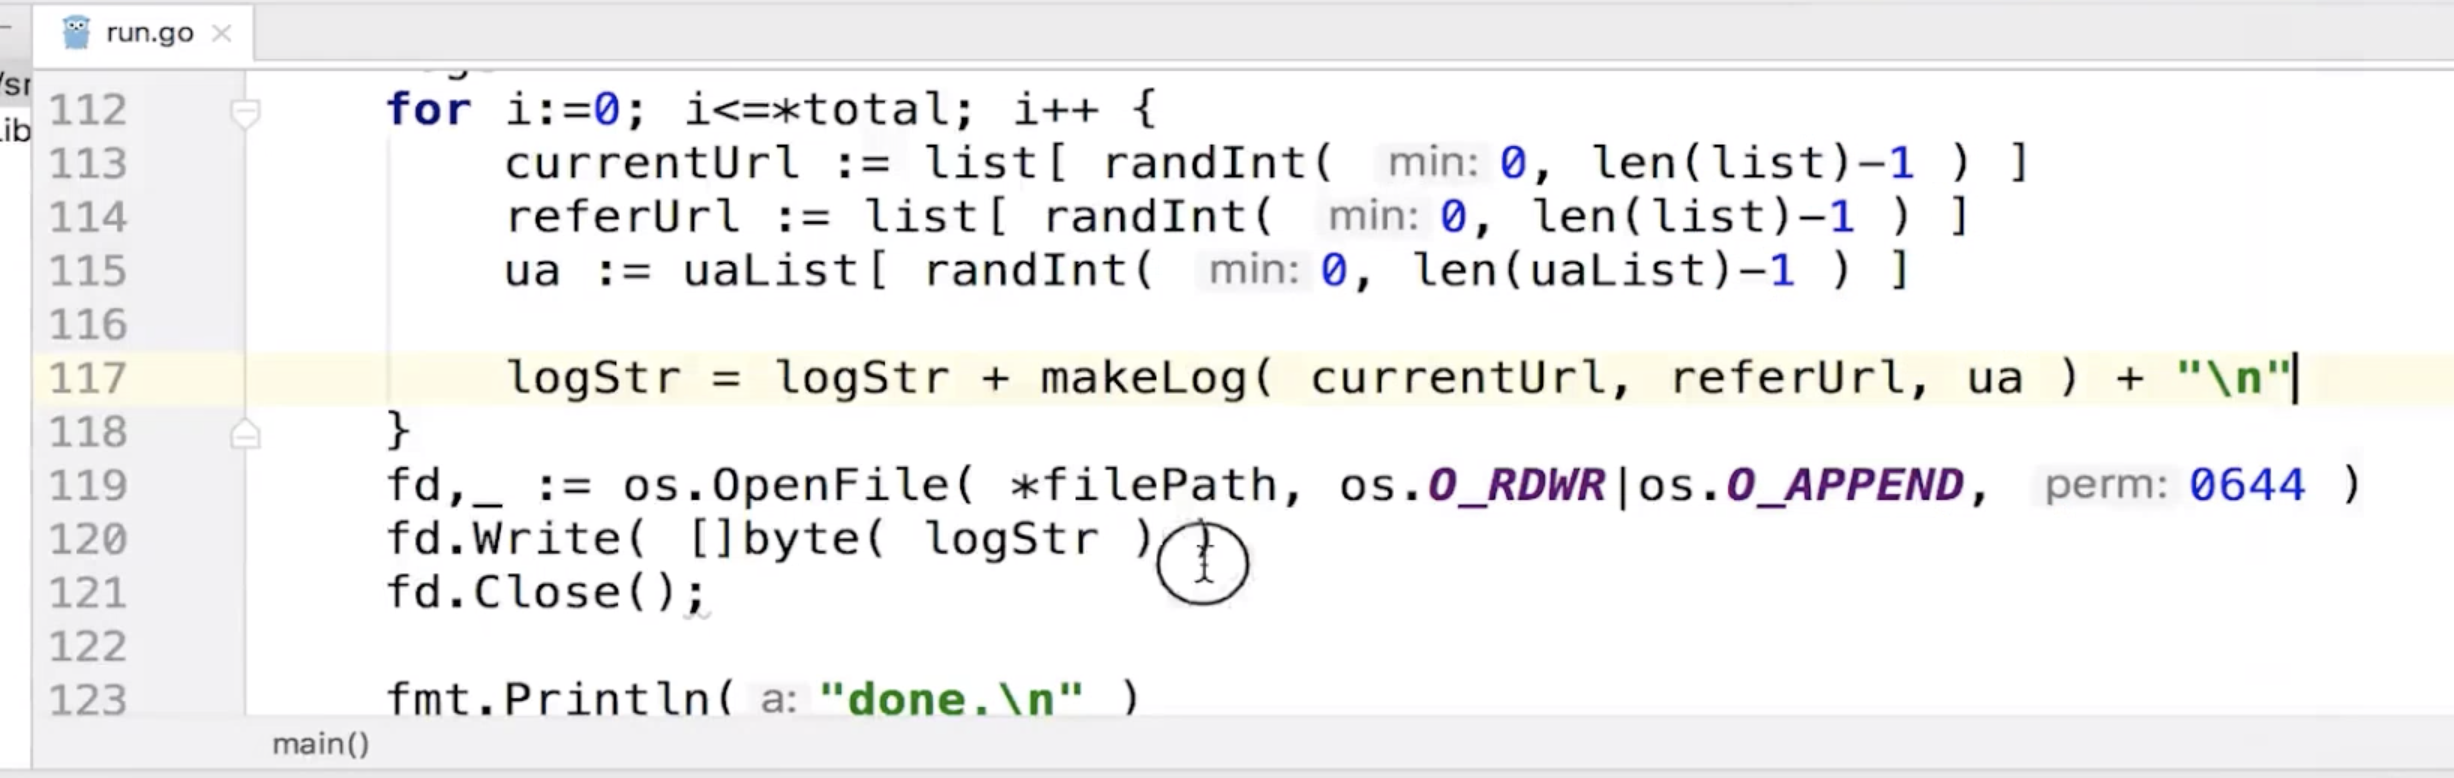 run.go
/sr
112 for i:=0; i<=*total; i++ {
ib
113 currentUrl := list[ randInt( min: 0, len(list)-1 ) ]
114 referUrl := list[ randInt( min: 0, len(list)-1 ) ]
115 ua := uaList[ randInt( min: 0, len(uaList)-1 ) ]
116
117 logStr = logStr + makeLog( currentUrl, referUrl, ua ) + "\n"
118 }
119 fd,_ := os.OpenFile( *filePath, os.O_RDWR|os.O_APPEND, perm: 0644 )
120 fd.Write( []byte( logStr ) )
121 fd.Close();
122
123 fmt.Println( a: "done.\n" )
main()